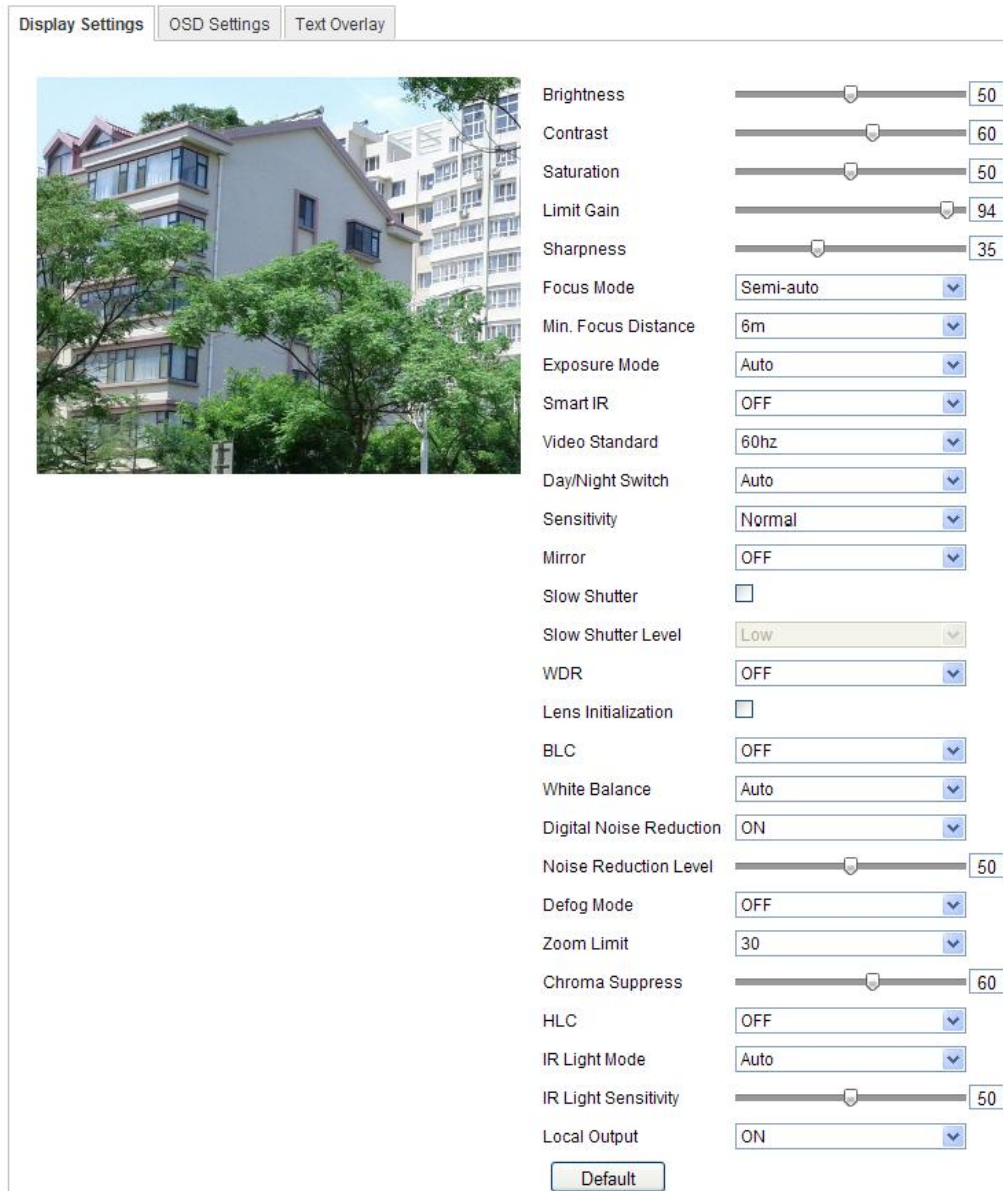 Display Settings OSD Settings Text Overlay
Brightness 50
Contrast 60
Saturation 50
Limit Gain 94
Sharpness 35
Focus Mode Semi-auto
Min. Focus Distance 6m
Exposure Mode Auto
Smart IR OFF
Video Standard 60hz
Day/Night Switch Auto
Sensitivity Normal
Mirror OFF
Slow Shutter
Slow Shutter Level Low
WDR OFF
Lens Initialization
BLC OFF
White Balance Auto
Digital Noise Reduction ON
Noise Reduction Level 50
Defog Mode OFF
Zoom Limit 30
Chroma Suppress 60
HLC OFF
IR Light Mode Auto
IR Light Sensitivity 50
Local Output ON
Default